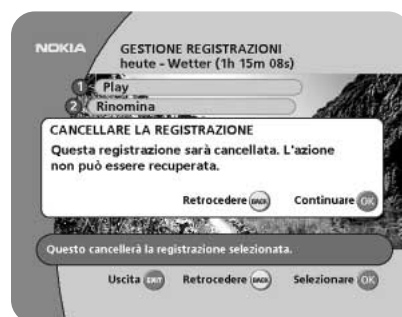 NOKIA
GESTIONE REGISTRAZIONI
heute - Wetter (1h 15m 08s)
1 Play
2 Rinomina
CANCELLARE LA REGISTRAZIONE
Questa registrazione sarà cancellata. L'azione
non può essere recuperata.
Retrocedere BACK Continuare OK
Questo cancellerà la registrazione selezionata.
Uscita EXIT Retrocedere BACK Selezionare OK